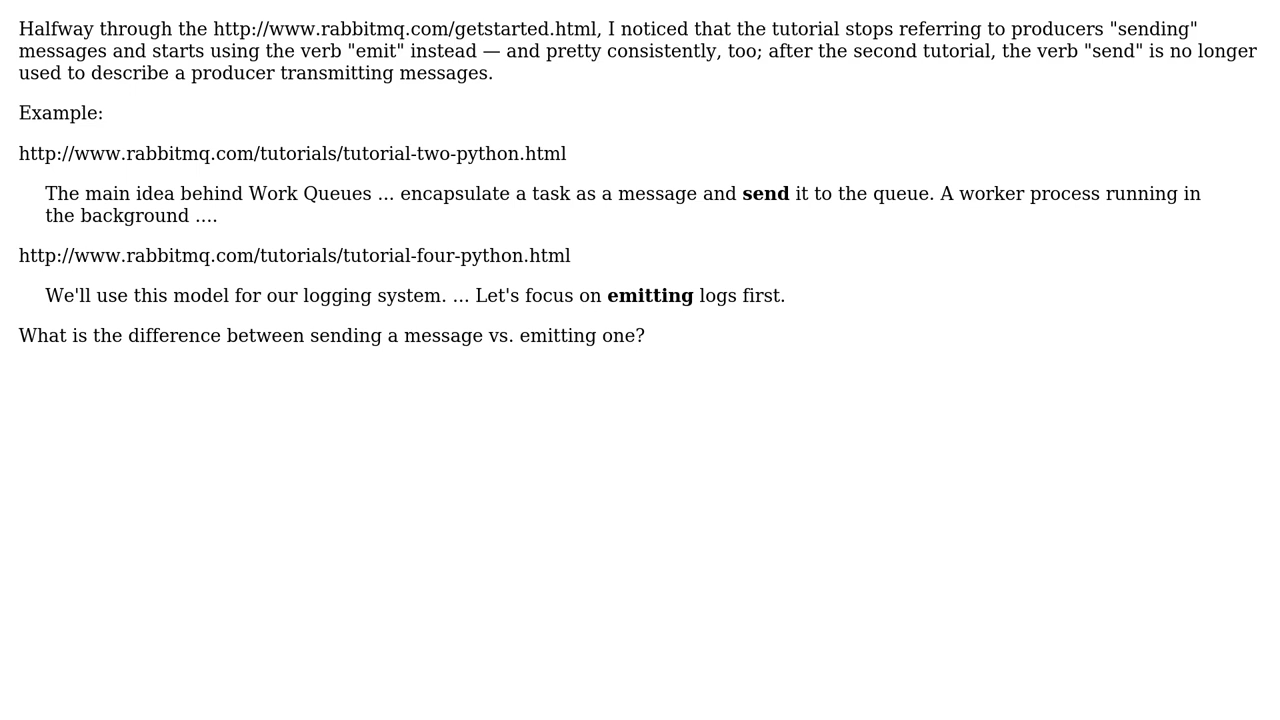 Halfway through the http://www.rabbitmq.com/getstarted.html, I noticed that the tutorial stops referring to producers "sending"
messages and starts using the verb "emit" instead — and pretty consistently, too; after the second tutorial, the verb "send" is no longer
used to describe a producer transmitting messages.
Example:
http://www.rabbitmq.com/tutorials/tutorial-two-python.html
The main idea behind Work Queues ... encapsulate a task as a message and send it to the queue. A worker process running in
the background ....
http://www.rabbitmq.com/tutorials/tutorial-four-python.html
We'll use this model for our logging system. ... Let's focus on emitting logs first.
What is the difference between sending a message vs. emitting one?